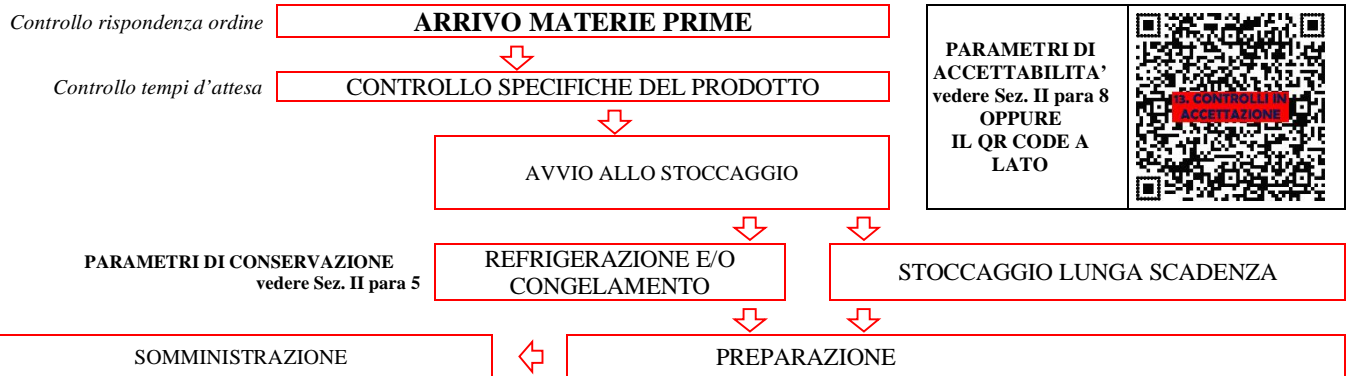 Controllo rispondenza ordine
ARRIVO MATERIE PRIME
Controllo tempi d'attesa
CONTROLLO SPECIFICHE DEL PRODOTTO
PARAMETRI DI
ACCETTABILITA'
vedere Sez. II para 8
OPPURE
IL QR CODE A
LATO
13. CONTROLLI IN
ACCETTAZIONE
AVVIO ALLO STOCCAGGIO
PARAMETRI DI CONSERVAZIONE
vedere Sez. II para 5
REFRIGERAZIONE E/O
CONGELAMENTO
STOCCAGGIO LUNGA SCADENZA
SOMMINISTRAZIONE
PREPARAZIONE